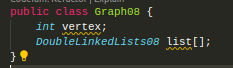 public class Graph08 {
int vertex;
DoubleLinkedLists08 list[];
}